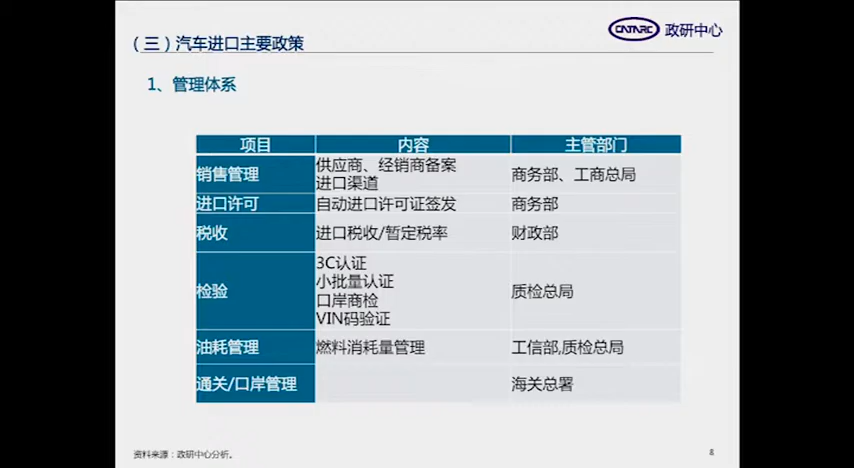 （三）汽车进口主要政策
CATARC 政研中心
1、管理体系
项目 内容 主管部门
销售管理 供应商、经销商备案 商务部、工商总局
进口渠道
进口许可 自动进口许可证签发 商务部
税收 进口税收/暂定税率 财政部
3C认证
小批量认证
检验 质检总局
口岸商检
VIN码验证
油耗管理 燃料消耗量管理 工信部,质检总局
通关/口岸管理 海关总署
资料来源：政研中心分析。
8